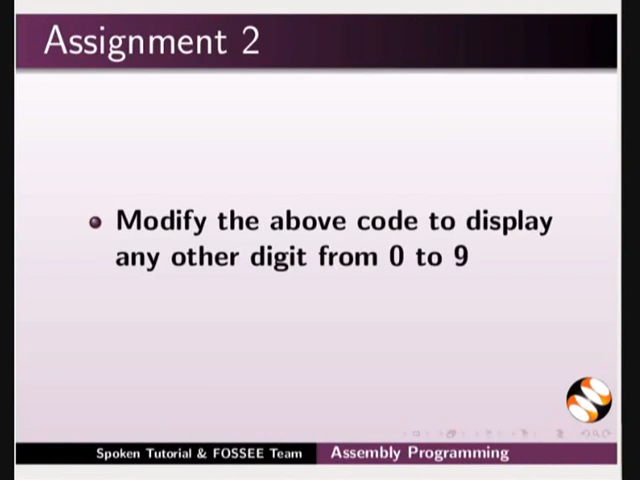 Assignment 2
Modify the above code to display
any other digit from 0 to 9
Spoken Tutorial & FOSSEE Team
Assembly Programming